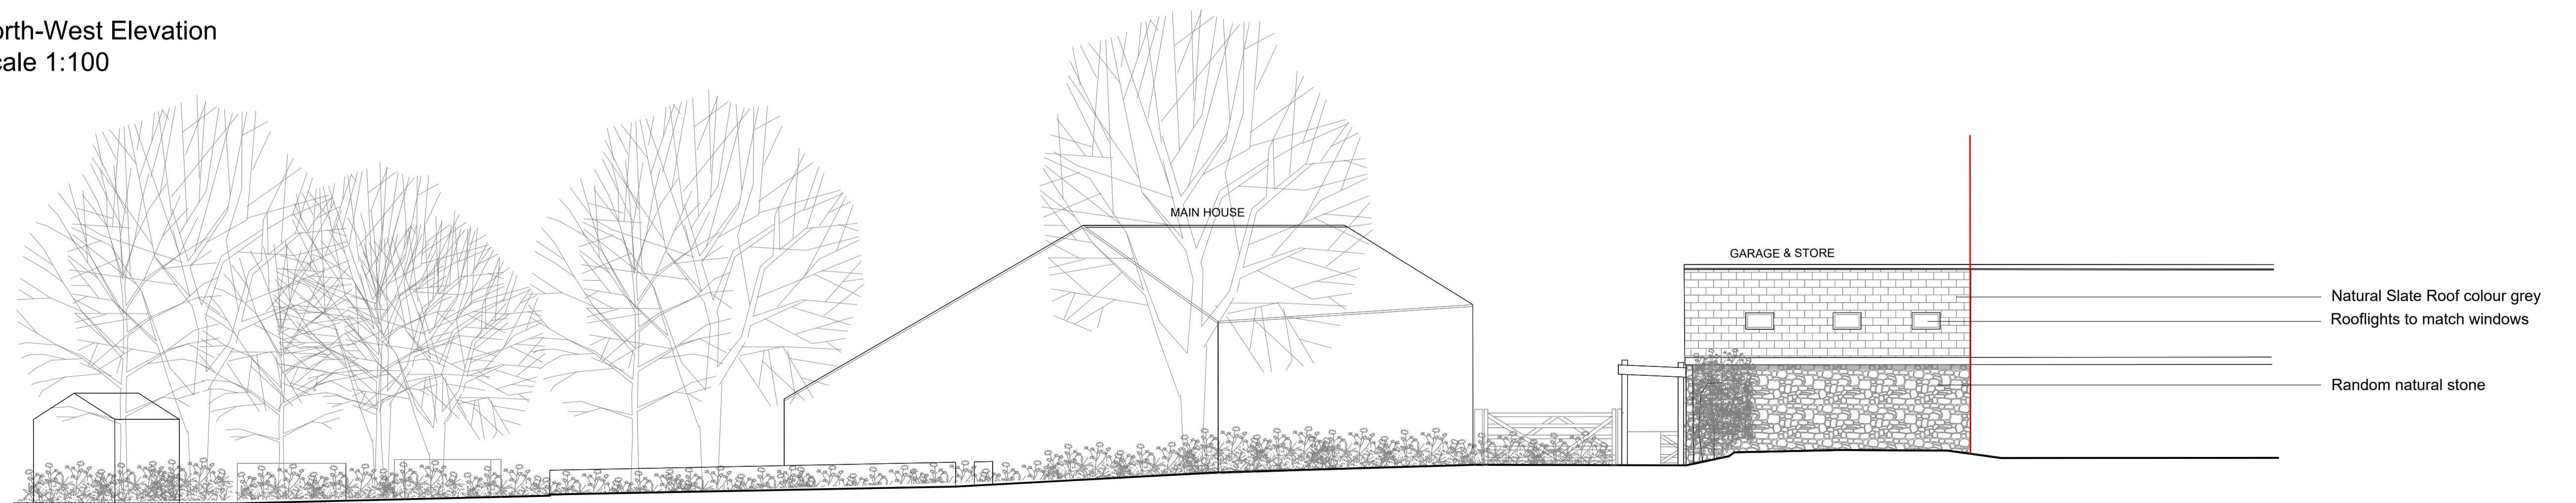 orth-West Elevation
cale 1:100
MAIN HOUSE
GARAGE & STORE
Natural Slate Roof colour grey
Rooflights to match windows
Random natural stone